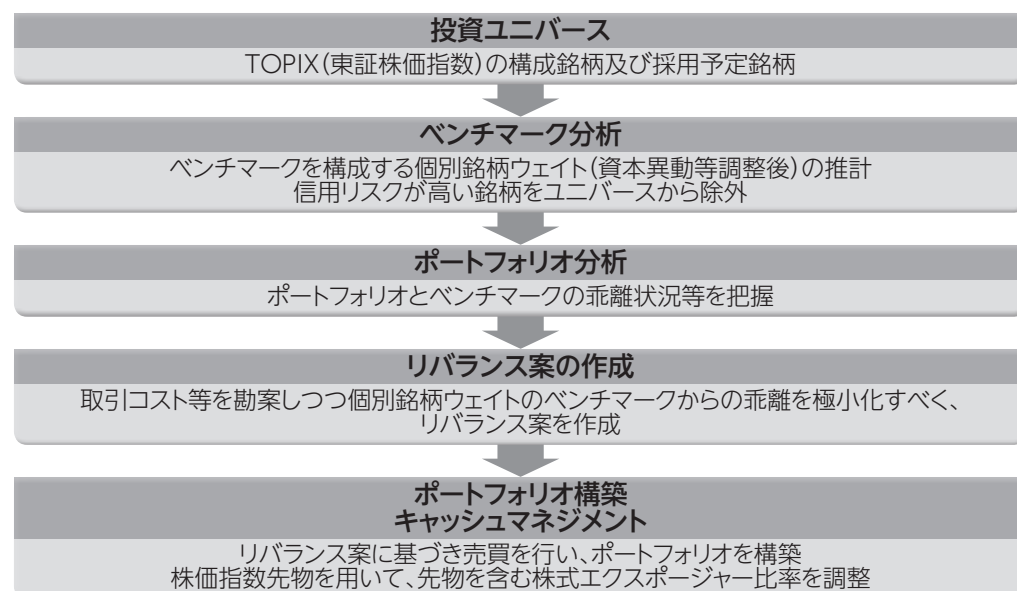 投資ユニバース
TOPIX(東証株価指数)の構成銘柄及び採用予定銘柄
ベンチマーク分析
ベンチマークを構成する個別銘柄ウェイト(資本異動等調整後)の推計
信用リスクが高い銘柄をユニバースから除外
ポートフォリオ分析
ポートフォリオとベンチマークの乖離状況等を把握
リバランス案の作成
取引コスト等を勘案しつつ個別銘柄ウェイトのベンチマークからの乖離を極小化すべく、
リバランス案を作成
ポートフォリオ構築
キャッシュマネジメント
リバランス案に基づき売買を行い、ポートフォリオを構築
株価指数先物を用いて、先物を含む株式エクスポージャー比率を調整